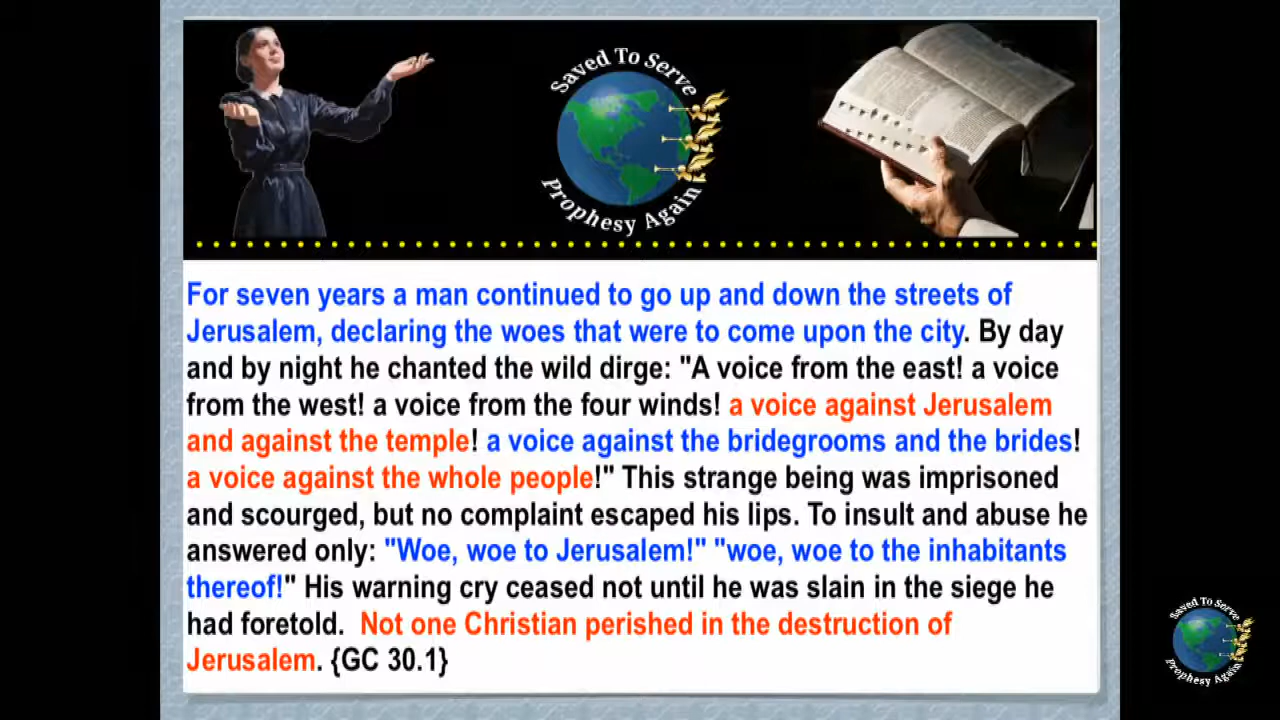 Saved To Serve
Prophesy Again
For seven years a man continued to go up and down the streets of
Jerusalem, declaring the woes that were to come upon the city. By day
and by night he chanted the wild dirge: "A voice from the east! a voice
from the west! a voice from the four winds! a voice against Jerusalem
and against the temple! a voice against the bridegrooms and the brides!
a voice against the whole people!" This strange being was imprisoned
and scourged, but no complaint escaped his lips. To insult and abuse he
answered only: "Woe, woe to Jerusalem!" "woe, woe to the inhabitants
thereof!" His warning cry ceased not until he was slain in the siege he
had foretold.  Not one Christian perished in the destruction of
Jerusalem. {GC 30.1}
Saved To Serve
Prophesy Again